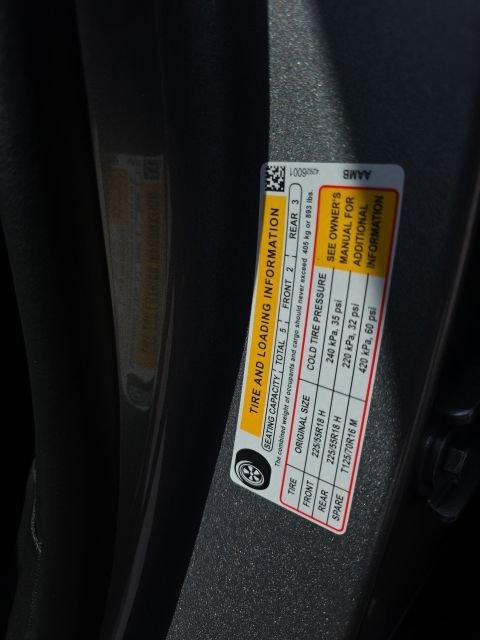 TIRE AND LOADING INFORMATION
SEATING CAPACITY TOTAL 5 FRONT 2 REAR 3
The combined weight of occupants and cargo should never exceed 405 kg or 893 lbs.
TIRE ORIGINAL SIZE COLD TIRE PRESSURE
FRONT 225/55R18 H 240 kPa, 35 psi
REAR 225/55R18 H 220 kPa, 32 psi
SPARE T125/70R16 M 420 kPa, 60 psi
SEE OWNER'S
MANUAL FOR
ADDITIONAL
INFORMATION
42926001
AAMB